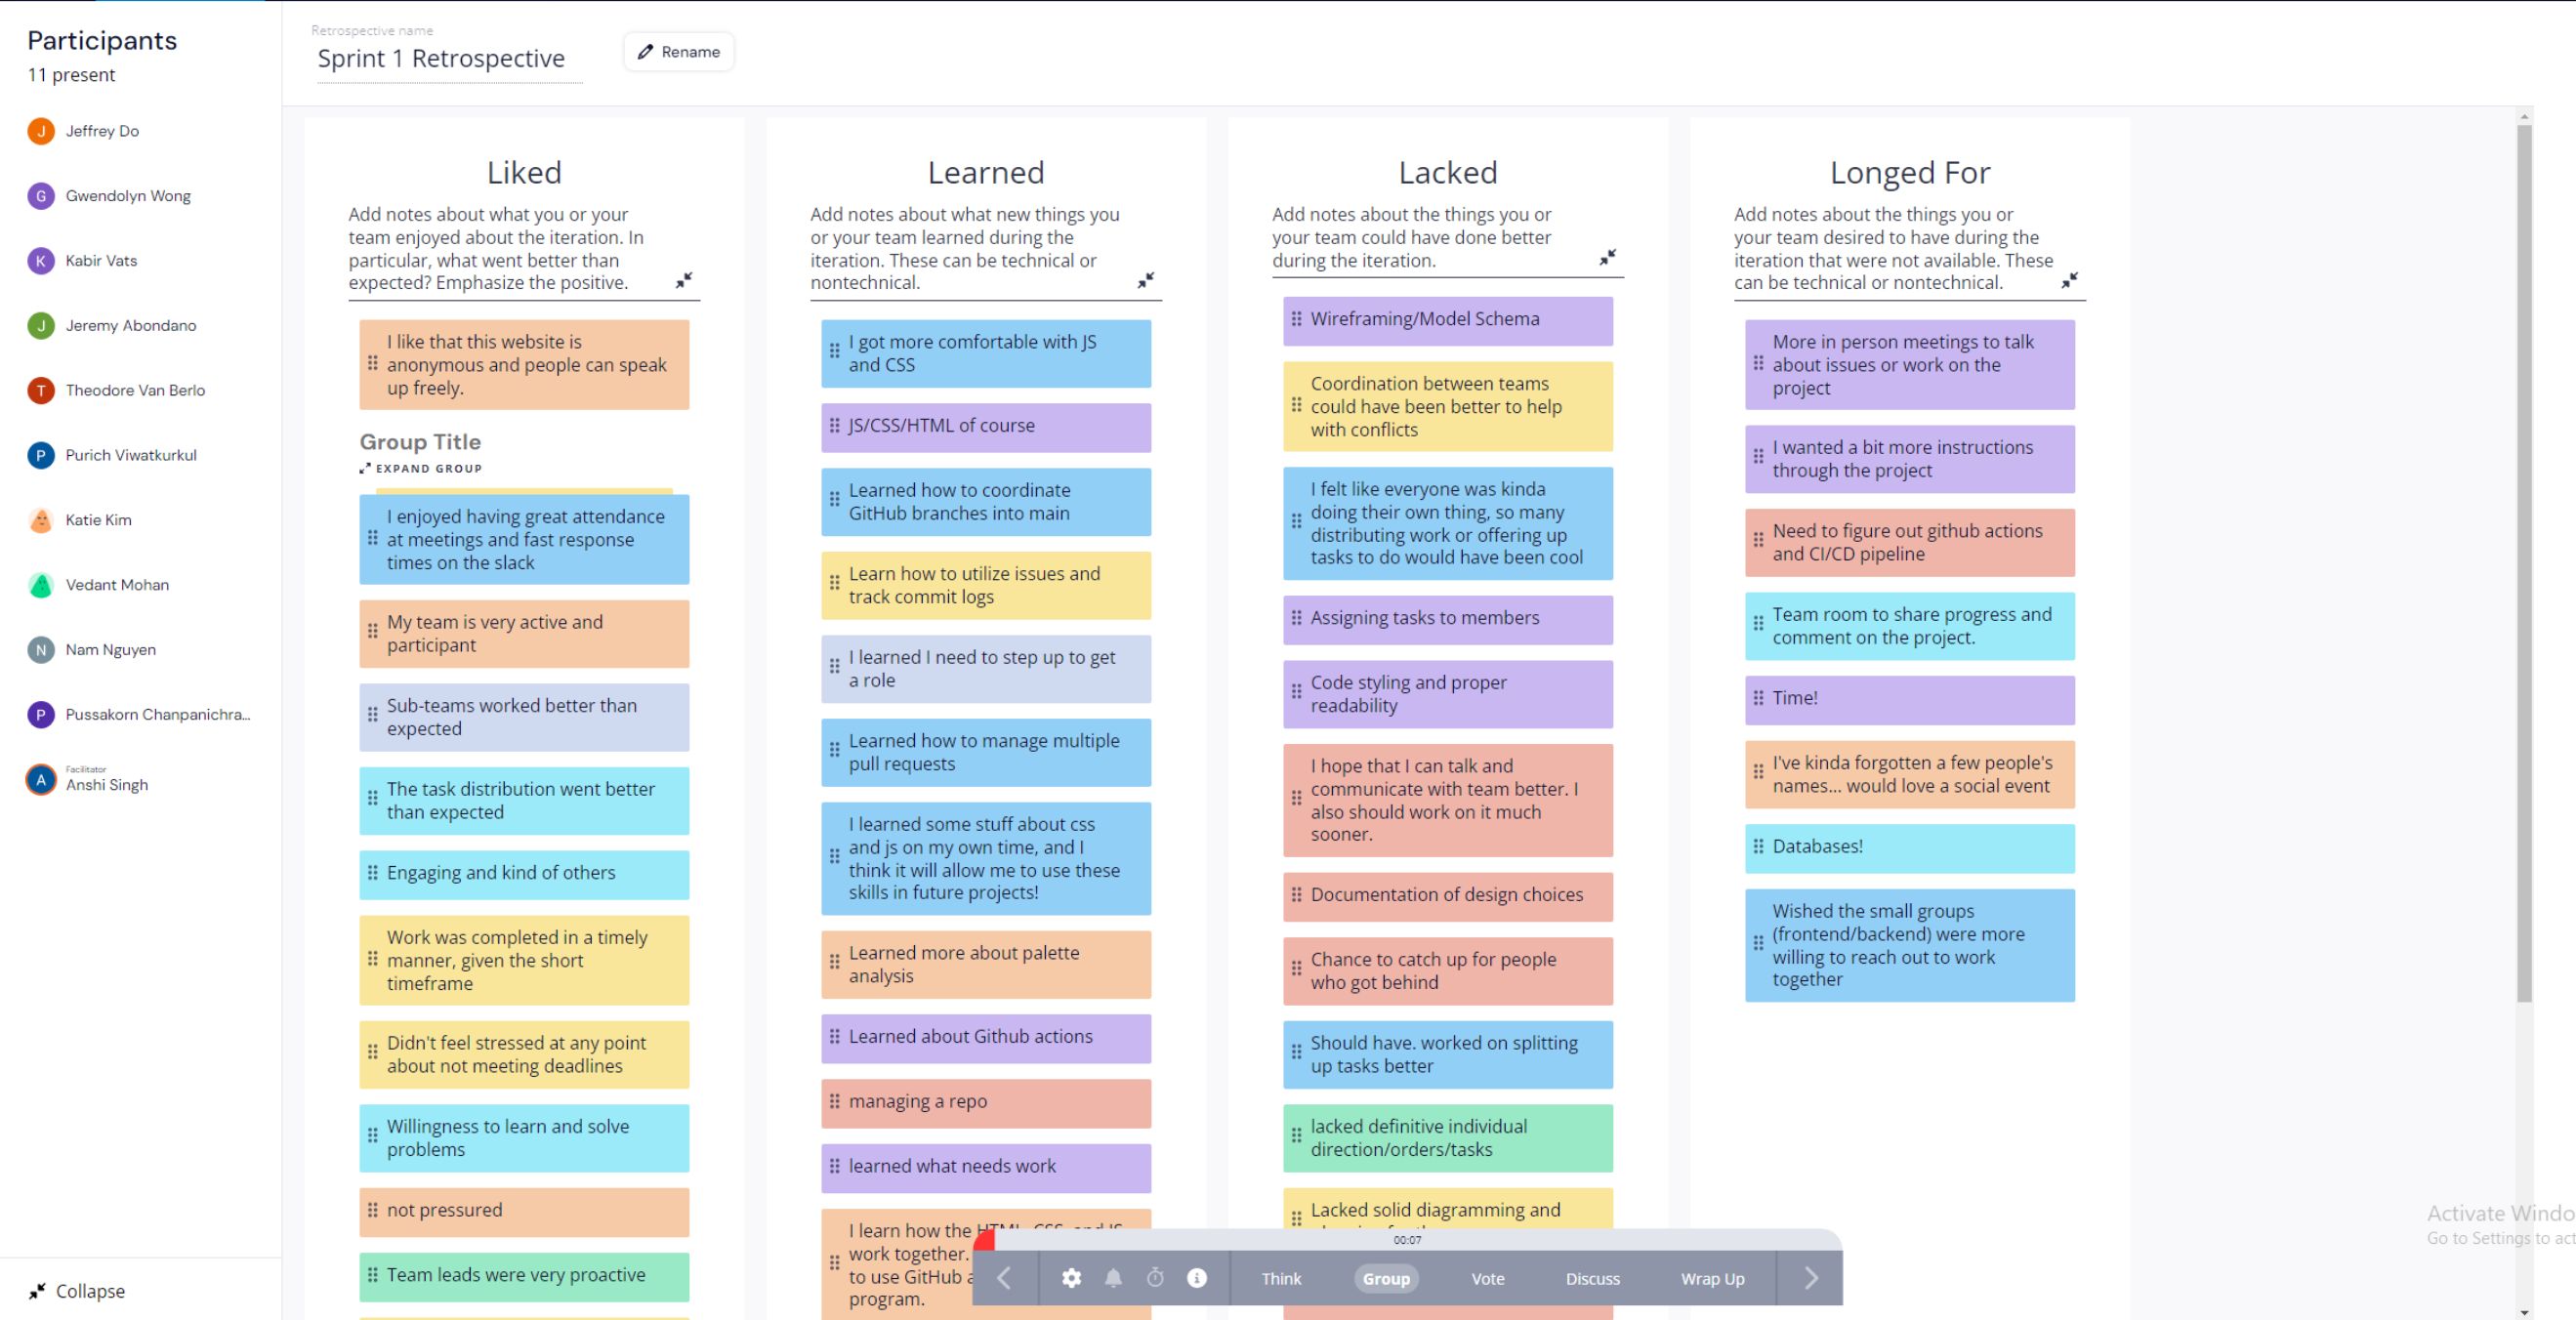 Participants
11 present
J Jeffrey Do
G Gwendolyn Wong
K Kabir Vats
J Jeremy Abondano
T Theodore Van Berlo
P Purich Viwatkurkul
Katie Kim
Vedant Mohan
N Nam Nguyen
P Pussakorn Chanpanichra...
Facilitator
A Anshi Singh
Collapse
Retrospective name
Sprint 1 Retrospective
Rename
Liked
Add notes about what you or your
team enjoyed about the iteration. In
particular, what went better than
expected? Emphasize the positive.
I like that this website is
anonymous and people can speak
up freely.
Group Title
EXPAND GROUP
I enjoyed having great attendance
at meetings and fast response
times on the slack
My team is very active and
participant
Sub-teams worked better than
expected
The task distribution went better
than expected
Engaging and kind of others
Work was completed in a timely
manner, given the short
timeframe
Didn't feel stressed at any point
about not meeting deadlines
Willingness to learn and solve
problems
not pressured
Team leads were very proactive
Learned
Add notes about what new things you
or your team learned during the
iteration. These can be technical or
nontechnical.
I got more comfortable with JS
and CSS
JS/CSS/HTML of course
Learned how to coordinate
GitHub branches into main
Learn how to utilize issues and
track commit logs
I learned I need to step up to get
a role
Learned how to manage multiple
pull requests
I learned some stuff about css
and js on my own time, and I
think it will allow me to use these
skills in future projects!
Learned more about palette
analysis
Learned about Github actions
managing a repo
learned what needs work
I learn how the HTML, CSS, and JS
work together.
to use GitHub
program.
Lacked
Add notes about the things you or
your team could have done better
during the iteration.
Wireframing/Model Schema
Coordination between teams
could have been better to help
with conflicts
I felt like everyone was kinda
doing their own thing, so many
distributing work or offering up
tasks to do would have been cool
Assigning tasks to members
Code styling and proper
readability
I hope that I can talk and
communicate with team better. I
also should work on it much
sooner.
Documentation of design choices
Chance to catch up for people
who got behind
Should have. worked on splitting
up tasks better
lacked definitive individual
direction/orders/tasks
Lacked solid diagramming and
Longed For
Add notes about the things you or
your team desired to have during the
iteration that were not available. These
can be technical or nontechnical.
More in person meetings to talk
about issues or work on the
project
I wanted a bit more instructions
through the project
Need to figure out github actions
and CI/CD pipeline
Team room to share progress and
comment on the project.
Time!
I've kinda forgotten a few people's
names... would love a social event
Databases!
Wished the small groups
(frontend/backend) were more
willing to reach out to work
together
00:07
Think Group Vote Discuss Wrap Up
Activate Windo
Go to Settings to act